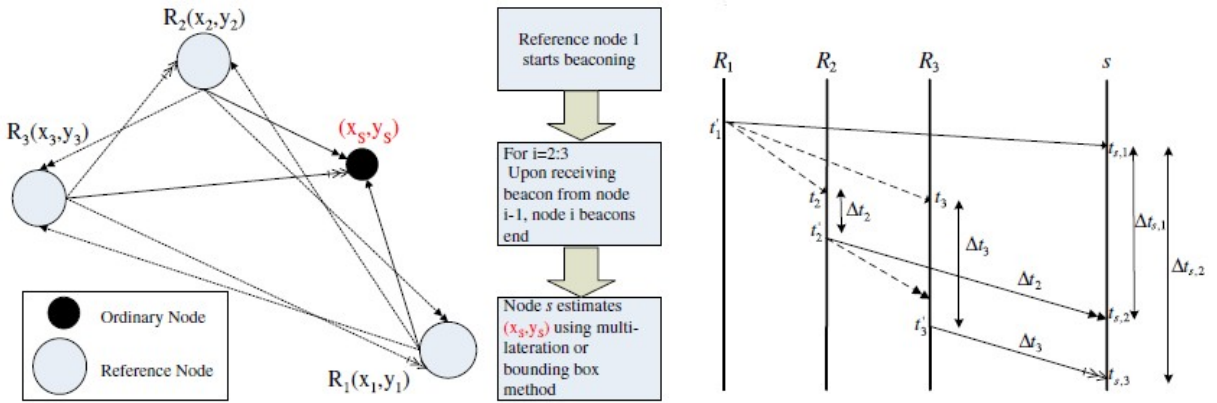 R2(x2,y2)
R3(x3,y3)
(xS,yS)
Ordinary Node
Reference Node
R1(x1,y1)
Reference node 1
starts beaconing
For i=2:3
Upon receiving
beacon from node
i-1, node i beacons
end
Node s estimates
(xs,ys) using multi-
lateration or
bounding box
method
R1 R2 R3 s
t'1
ts,1
t2
t3
Δt2
Δts,1
t'2
Δt3
Δts,2
Δt2
ts,2
t'3
Δt3
ts,3